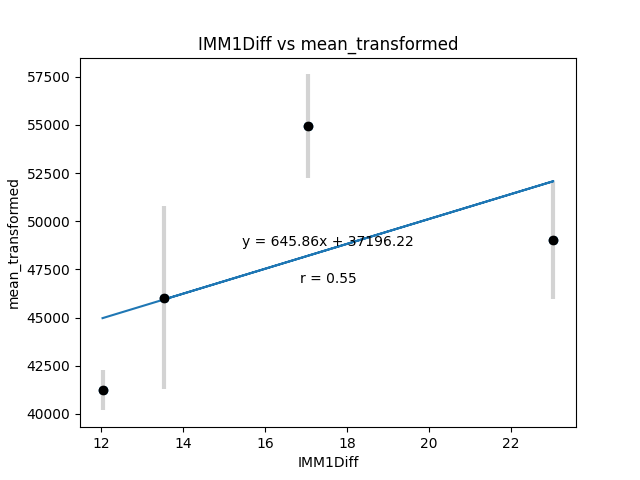 IMM1Diff vs mean_transformed
57500
55000
52500
50000
47500
45000
42500
40000
mean_transformed
y = 645.86x + 37196.22
r = 0.55
12
14
16
18
20
22
IMM1Diff